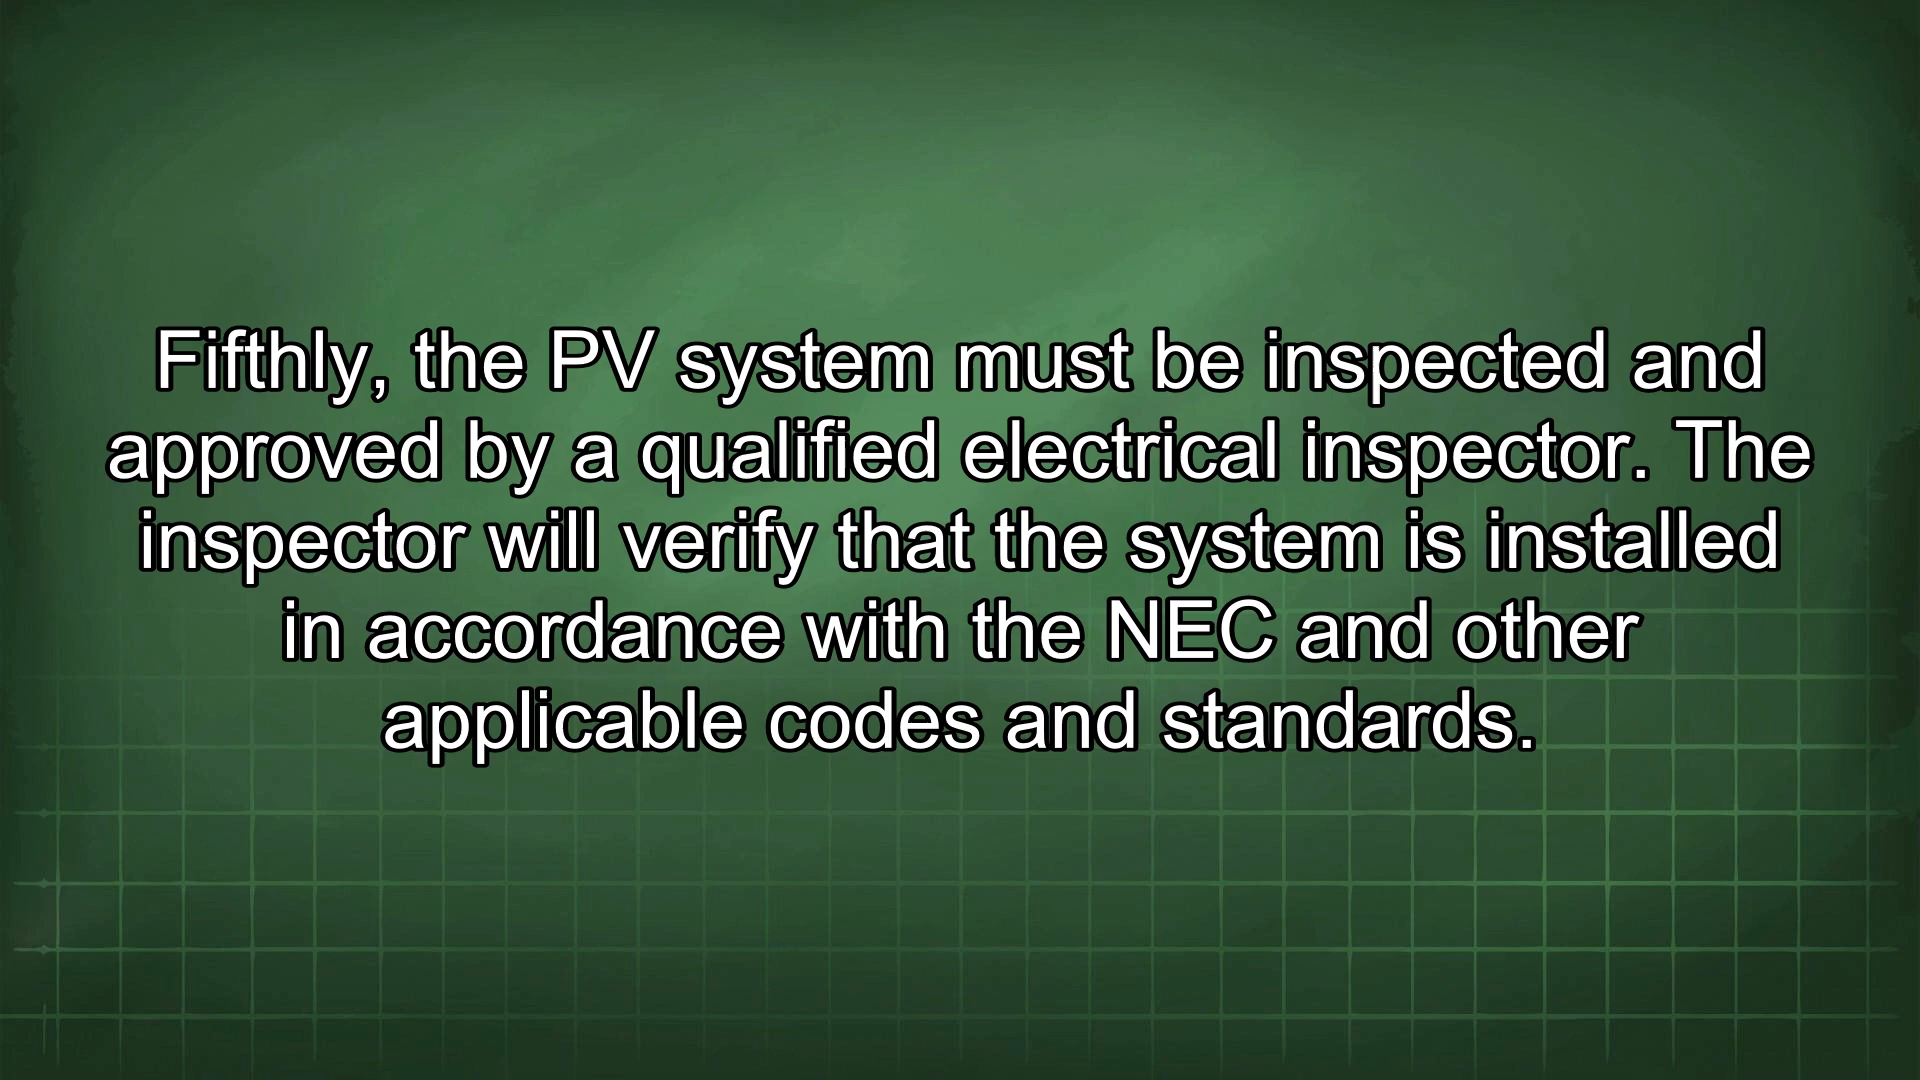 Fifthly, the PV system must be inspected and
approved by a qualified electrical inspector. The
inspector will verify that the system is installed
in accordance with the NEC and other
applicable codes and standards.